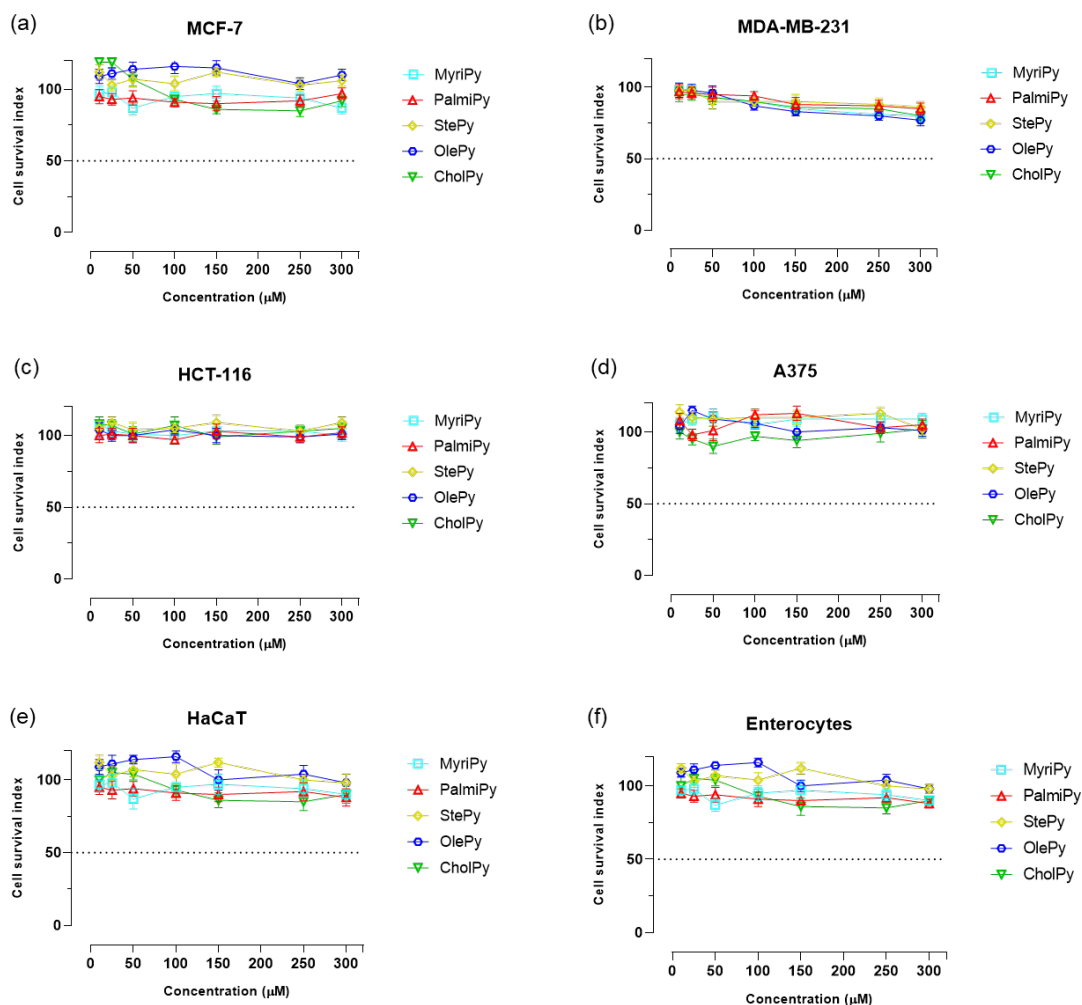 (a)
MCF-7
Cell survival index
100
50
0
0 50 100 150 200 250 300
Concentration (µM)
MyriPy
PalmiPy
StePy
OlePy
CholPy
(b)
MDA-MB-231
Cell survival index
100
50
0
0 50 100 150 200 250 300
Concentration (µM)
MyriPy
PalmiPy
StePy
OlePy
CholPy
(c)
HCT-116
Cell survival index
100
50
0
0 50 100 150 200 250 300
Concentration (µM)
MyriPy
PalmiPy
StePy
OlePy
CholPy
(d)
A375
Cell survival index
100
50
0
0 50 100 150 200 250 300
Concentration (µM)
MyriPy
PalmiPy
StePy
OlePy
CholPy
(e)
HaCaT
Cell survival index
100
50
0
0 50 100 150 200 250 300
Concentration (µM)
MyriPy
PalmiPy
StePy
OlePy
CholPy
(f)
Enterocytes
Cell survival index
100
50
0
0 50 100 150 200 250 300
Concentration (µM)
MyriPy
PalmiPy
StePy
OlePy
CholPy